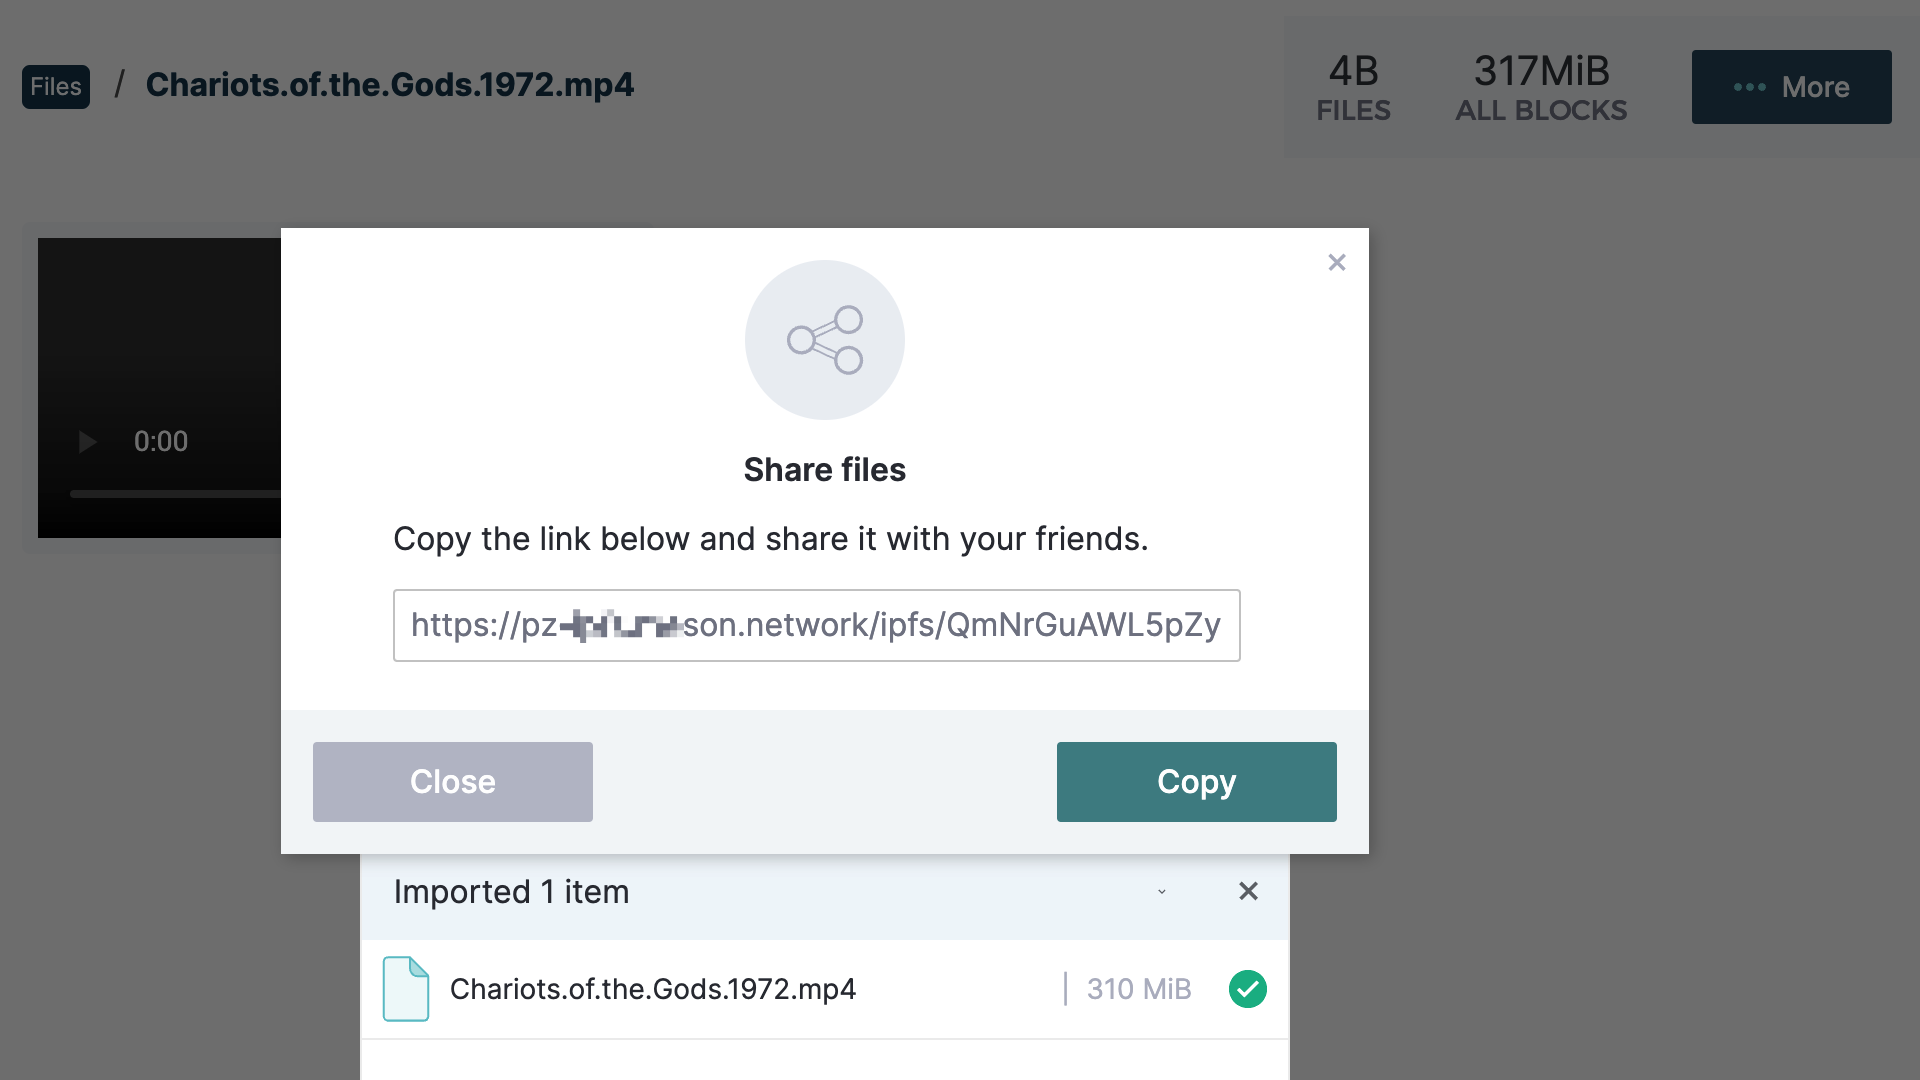 Files / Chariots.of.the.Gods.1972.mp4
4B
FILES
317MiB
ALL BLOCKS
More
0:00
Share files
Copy the link below and share it with your friends.
https://pz- son.network/ipfs/QmNrGuAWL5pZy
Close
Copy
Imported 1 item
Chariots.of.the.Gods.1972.mp4
310 MiB